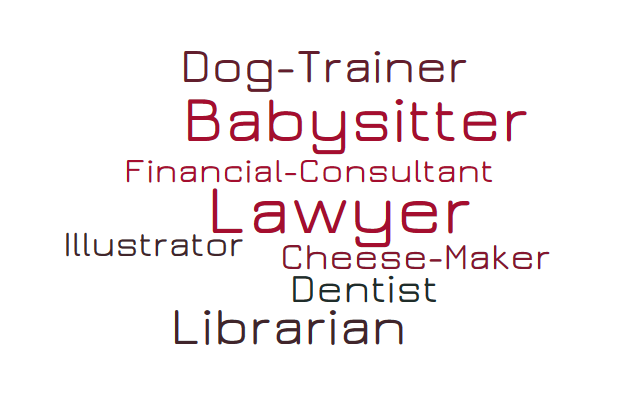 Dog-Trainer
Babysitter
Financial-Consultant
Lawyer
Illustrator
Cheese-Maker
Dentist
Librarian